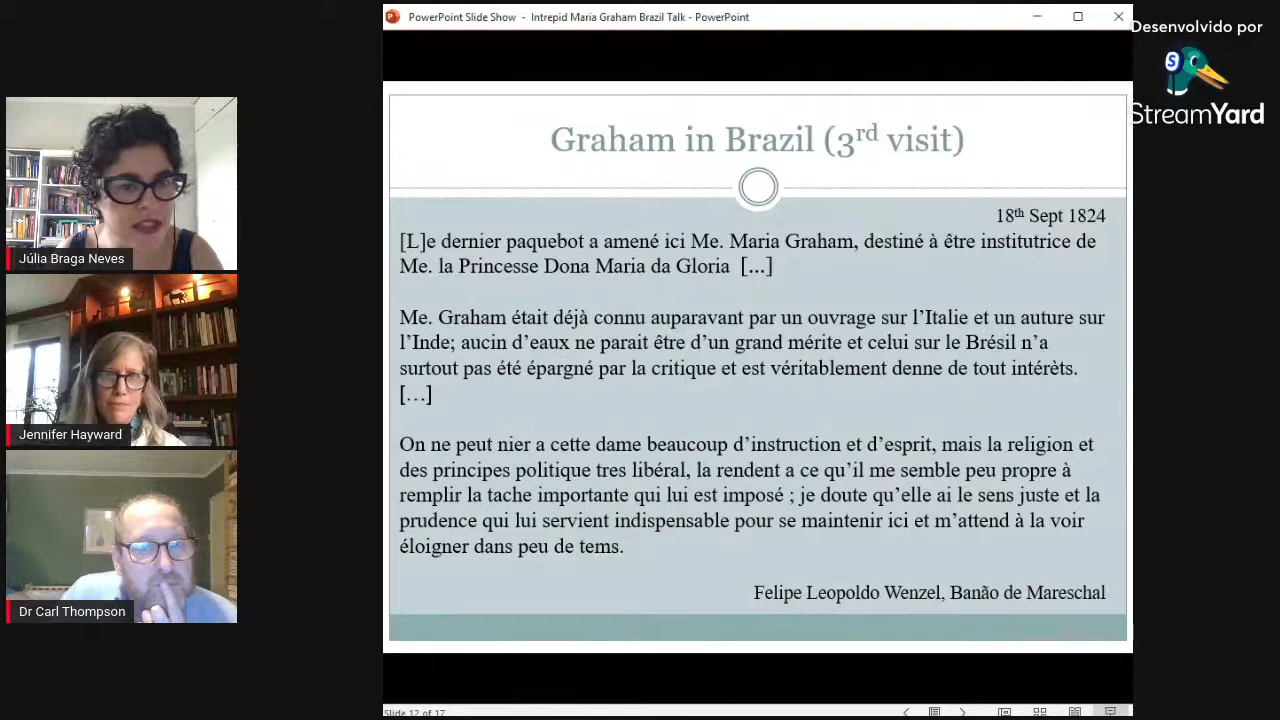 PowerPoint Slide Show - Intrepid Maria Graham Brazil Talk - PowerPoint
Desenvolvido por
StreamYard
Júlia Braga Neves
Jennifer Hayward
Dr Carl Thompson
Graham in Brazil (3rd visit)
18th Sept 1824
[L]e dernier paquebot a amené ici Me. Maria Graham, destiné à être institutrice de
Me. la Princesse Dona Maria da Gloria [...]
Me. Graham était déjà connu auparavant par un ouvrage sur l'Italie et un auture sur
l'Inde; aucin d'eaux ne parait être d'un grand mérite et celui sur le Brésil n'a
surtout pas été épargné par la critique et est véritablement denne de tout intérèts.
[...]
On ne peut nier a cette dame beaucoup d'instruction et d'esprit, mais la religion et
des principes politique tres libéral, la rendent a ce qu'il me semble peu propre à
remplir la tache importante qui lui est imposé ; je doute qu'elle ai le sens juste et la
prudence qui lui servient indispensable pour se maintenir ici et m'attend à la voir
éloigner dans peu de tems.
Felipe Leopoldo Wenzel, Banão de Mareschal
Slide 12 of 17